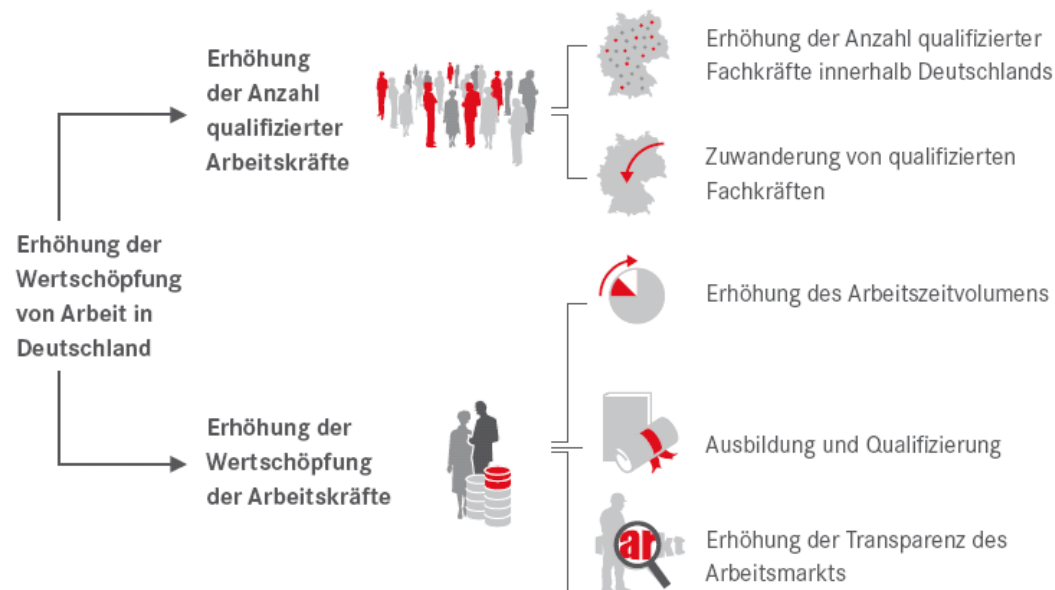 Erhöhung der
Wertschöpfung
von Arbeit in
Deutschland
Erhöhung
der Anzahl
qualifizierter
Arbeitskräfte
Erhöhung der Anzahl qualifizierter
Fachkräfte innerhalb Deutschlands
Zuwanderung von qualifizierten
Fachkräften
Erhöhung der
Wertschöpfung
der Arbeitskräfte
Erhöhung des Arbeitszeitvolumens
Ausbildung und Qualifizierung
ar
Erhöhung der Transparenz des
Arbeitsmarkts